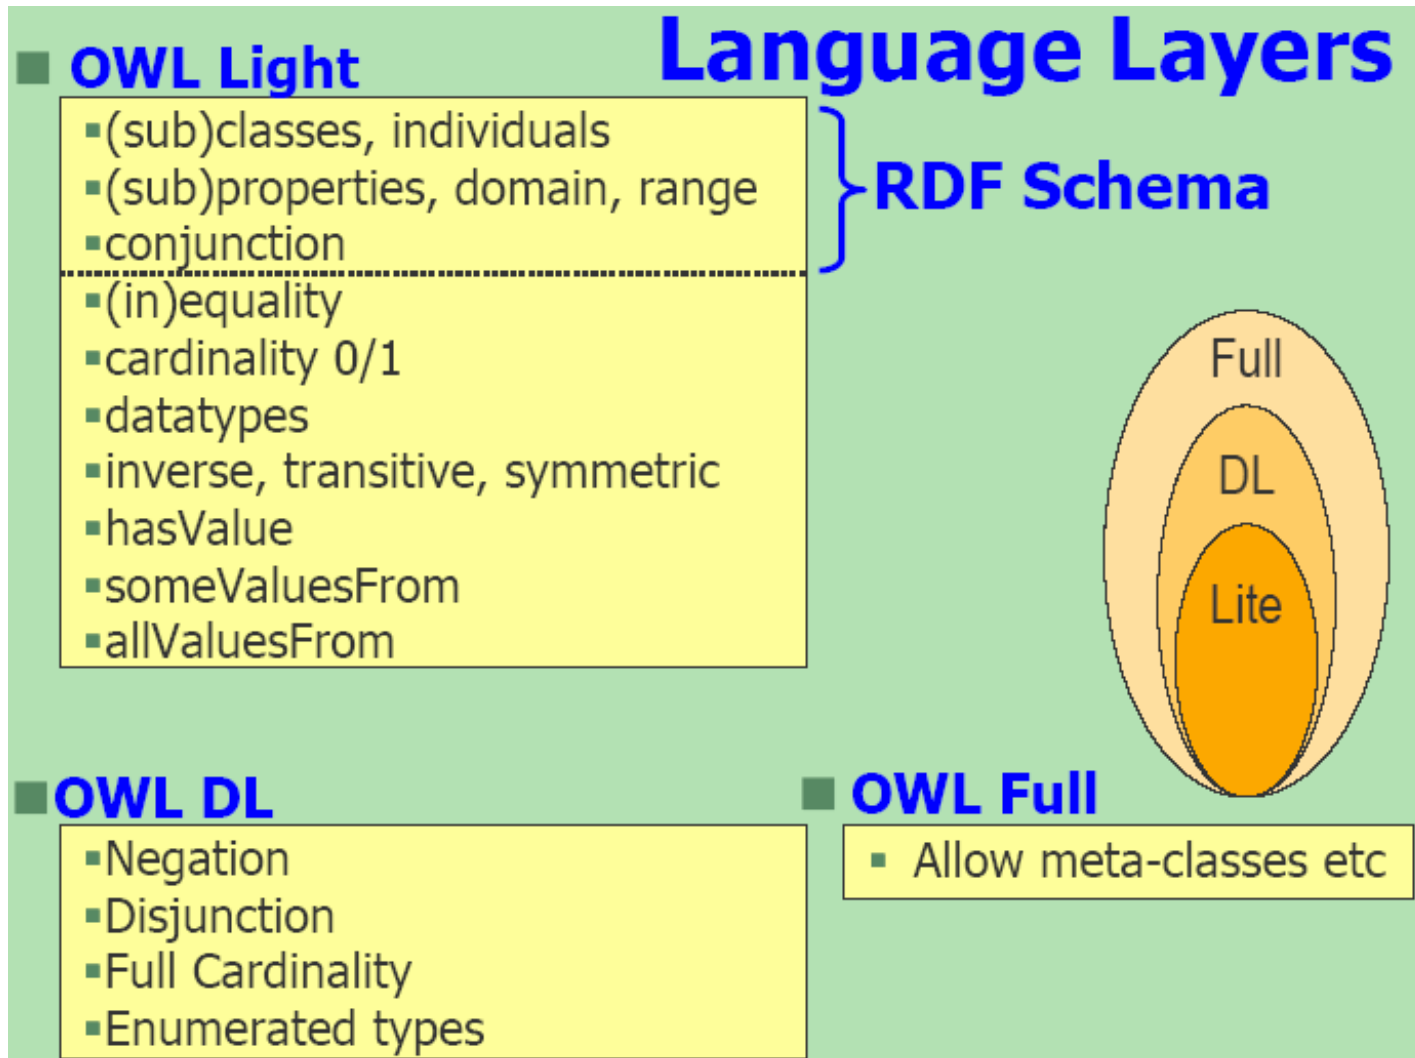 Language Layers
OWL Light
(sub)classes, individuals
(sub)properties, domain, range
conjunction
RDF Schema
(in)equality
cardinality 0/1
datatypes
inverse, transitive, symmetric
hasValue
someValuesFrom
allValuesFrom
Full
DL
Lite
OWL DL
Negation
Disjunction
Full Cardinality
Enumerated types
OWL Full
Allow meta-classes etc